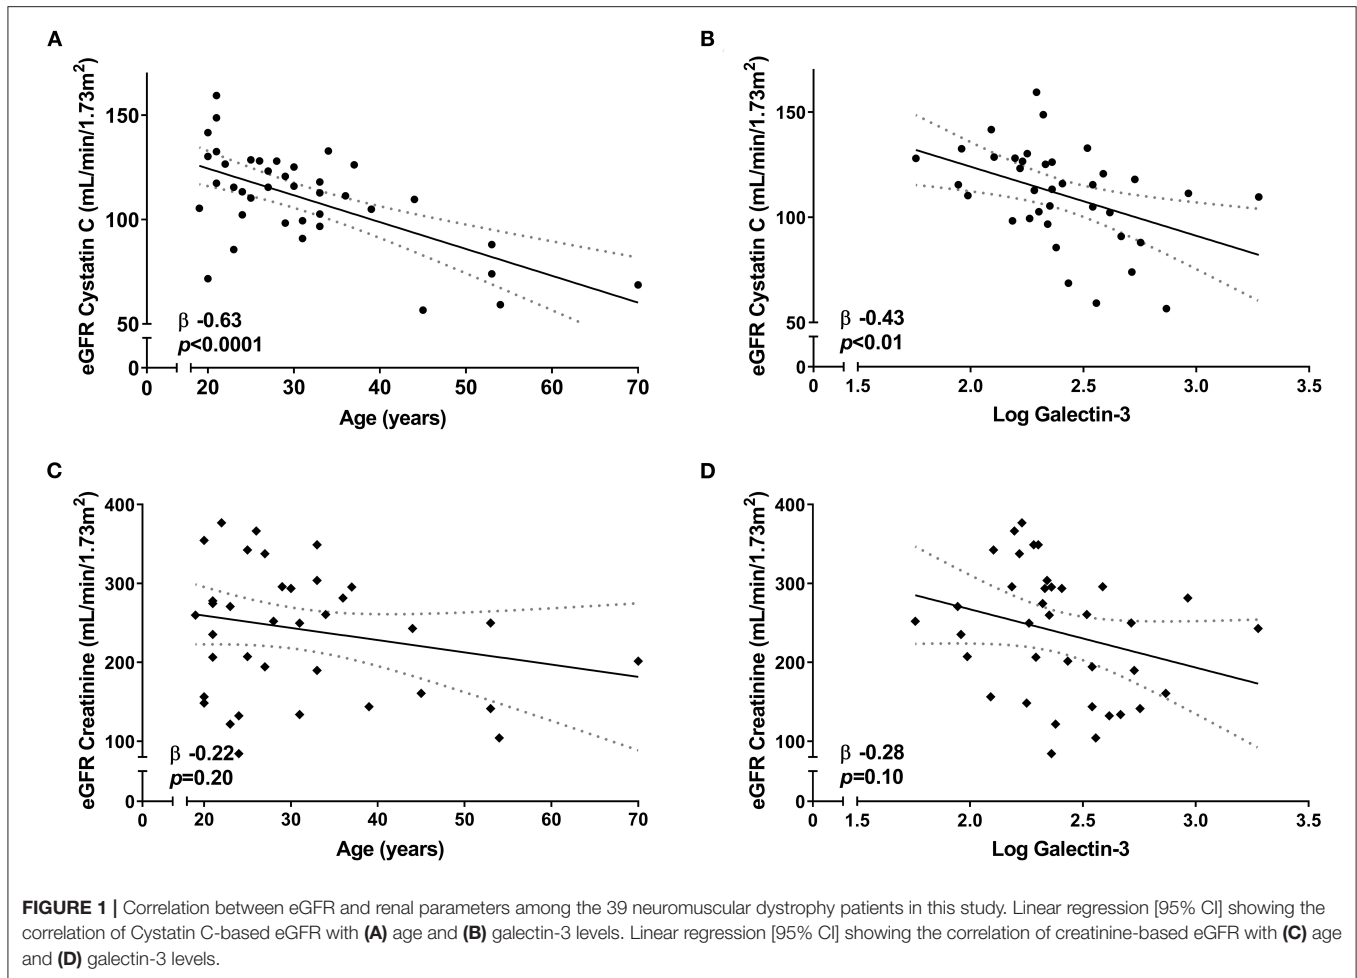 A
eGFR Cystatin C (mL/min/1.73m²)
150
100
50
0
β -0.63
p<0.0001
0 20 30 40 50 60 70
Age (years)
B
eGFR Cystatin C (mL/min/1.73m²)
150
100
50
0
β -0.43
p<0.01
0 1.5 2.0 2.5 3.0 3.5
Log Galectin-3
C
eGFR Creatinine (mL/min/1.73m²)
400
300
200
100
0
β -0.22
p=0.20
0 20 30 40 50 60 70
Age (years)
D
eGFR Creatinine (mL/min/1.73m²)
400
300
200
100
0
β -0.28
p=0.10
0 1.5 2.0 2.5 3.0 3.5
Log Galectin-3
FIGURE 1 | Correlation between eGFR and renal parameters among the 39 neuromuscular dystrophy patients in this study. Linear regression [95% CI] showing the
correlation of Cystatin C-based eGFR with (A) age and (B) galectin-3 levels. Linear regression [95% CI] showing the correlation of creatinine-based eGFR with (C) age
and (D) galectin-3 levels.